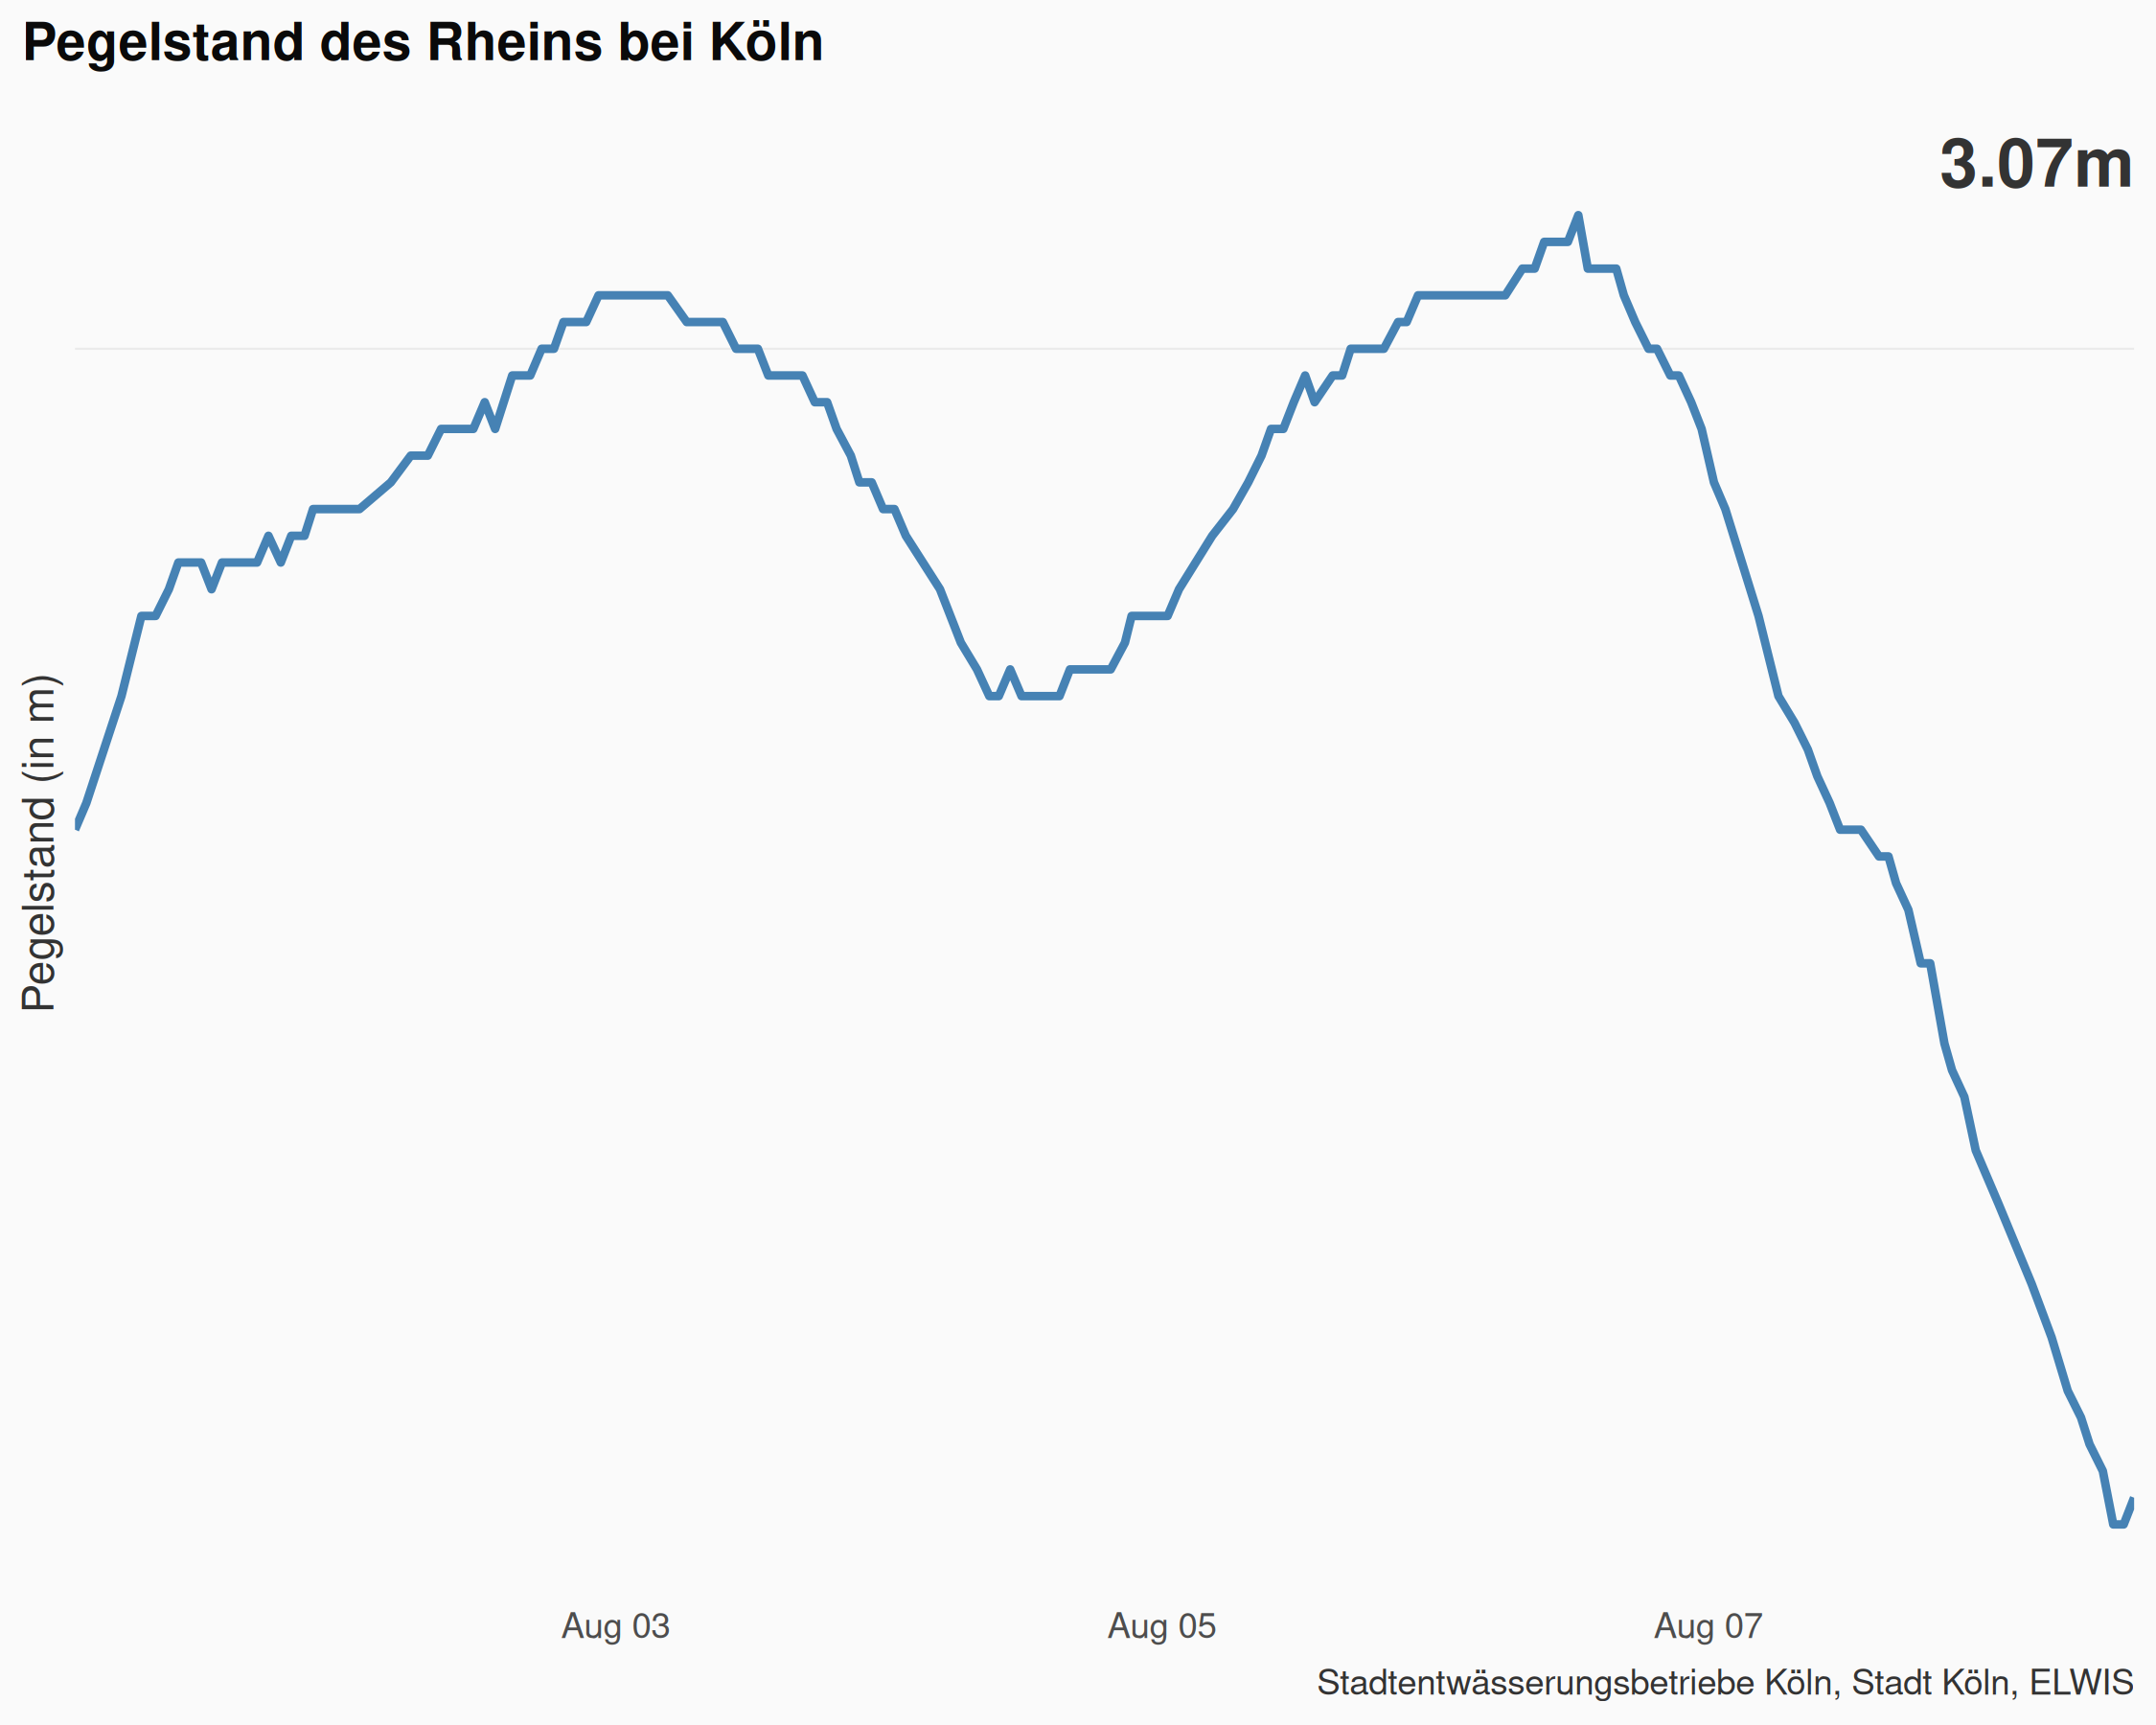 Pegelstand des Rheins bei Köln
3.07m
Pegelstand (in m)
Aug 03
Aug 05
Aug 07
Stadtentwässerungsbetriebe Köln, Stadt Köln, ELWIS